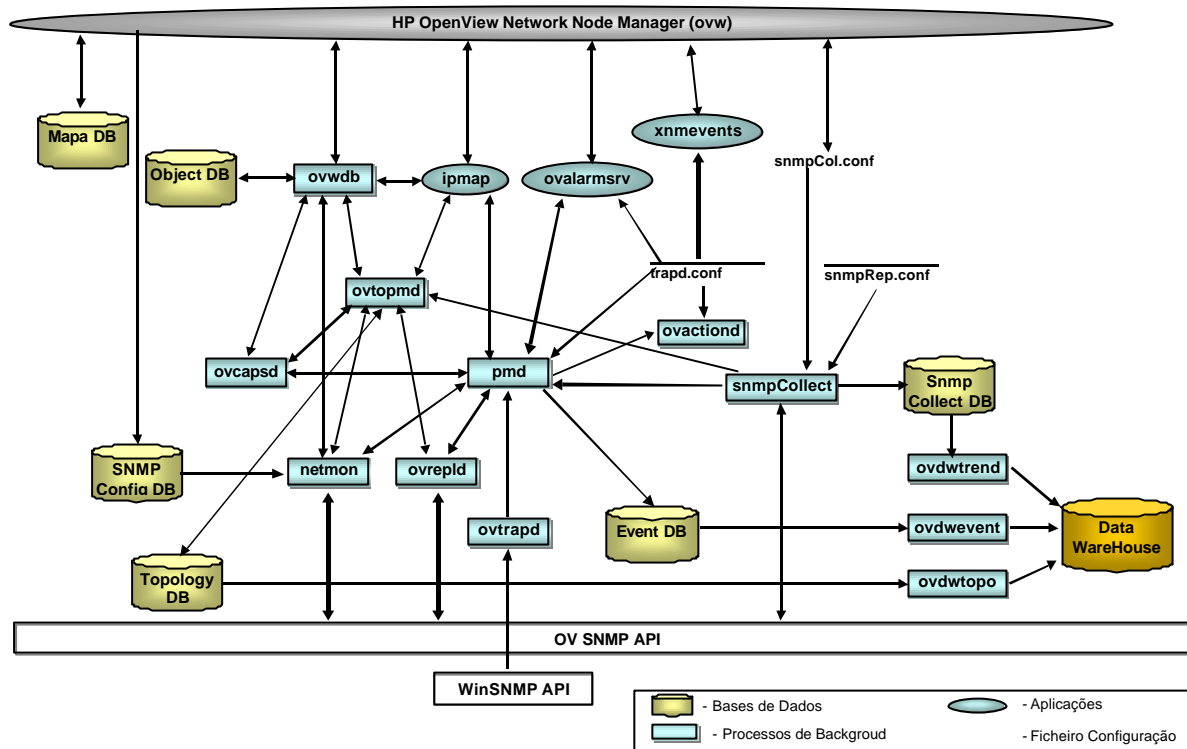 HP OpenView Network Node Manager (ovw)
Mapa DB
xnmevents
snmpCol.conf
Object DB
ovwdb
ipmap
ovalarmsrv
trapd.conf
snmpRep.conf
ovtopmd
ovactiond
ovcapsd
pmd
snmpCollect
Snmp
Collect DB
SNMP
Config DB
netmon
ovrepld
ovdwtrend
ovtrapd
Event DB
ovdwevent
Data
WareHouse
Topology
DB
ovdwtopo
OV SNMP API
WinSNMP API
- Bases de Dados
- Aplicações
- Processos de Backgroud
- Ficheiro Configuração